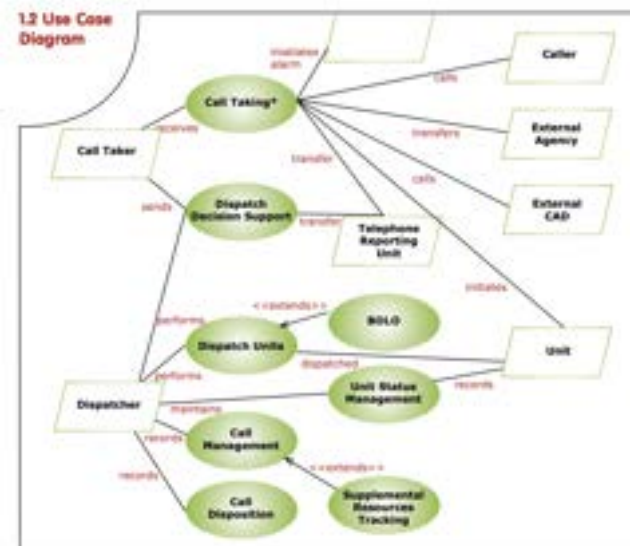 1.2 Use Case
Diagram
alarm
Caller
calls
Call Taking*
receives
Call Taker
transfers
External
Agency
transfer
calls
sends
Dispatch
Decision Support
transfer
Telephone
Reporting
Unit
External
CAD
initiates
<<extends>>
BOLO
performs
Dispatch Units
dispatched
Unit
performs
Unit Status
Management
records
Dispatcher
maintains
records
Call
Management
<<extends>>
records
Call
Disposition
Supplemental
Resources
Tracking